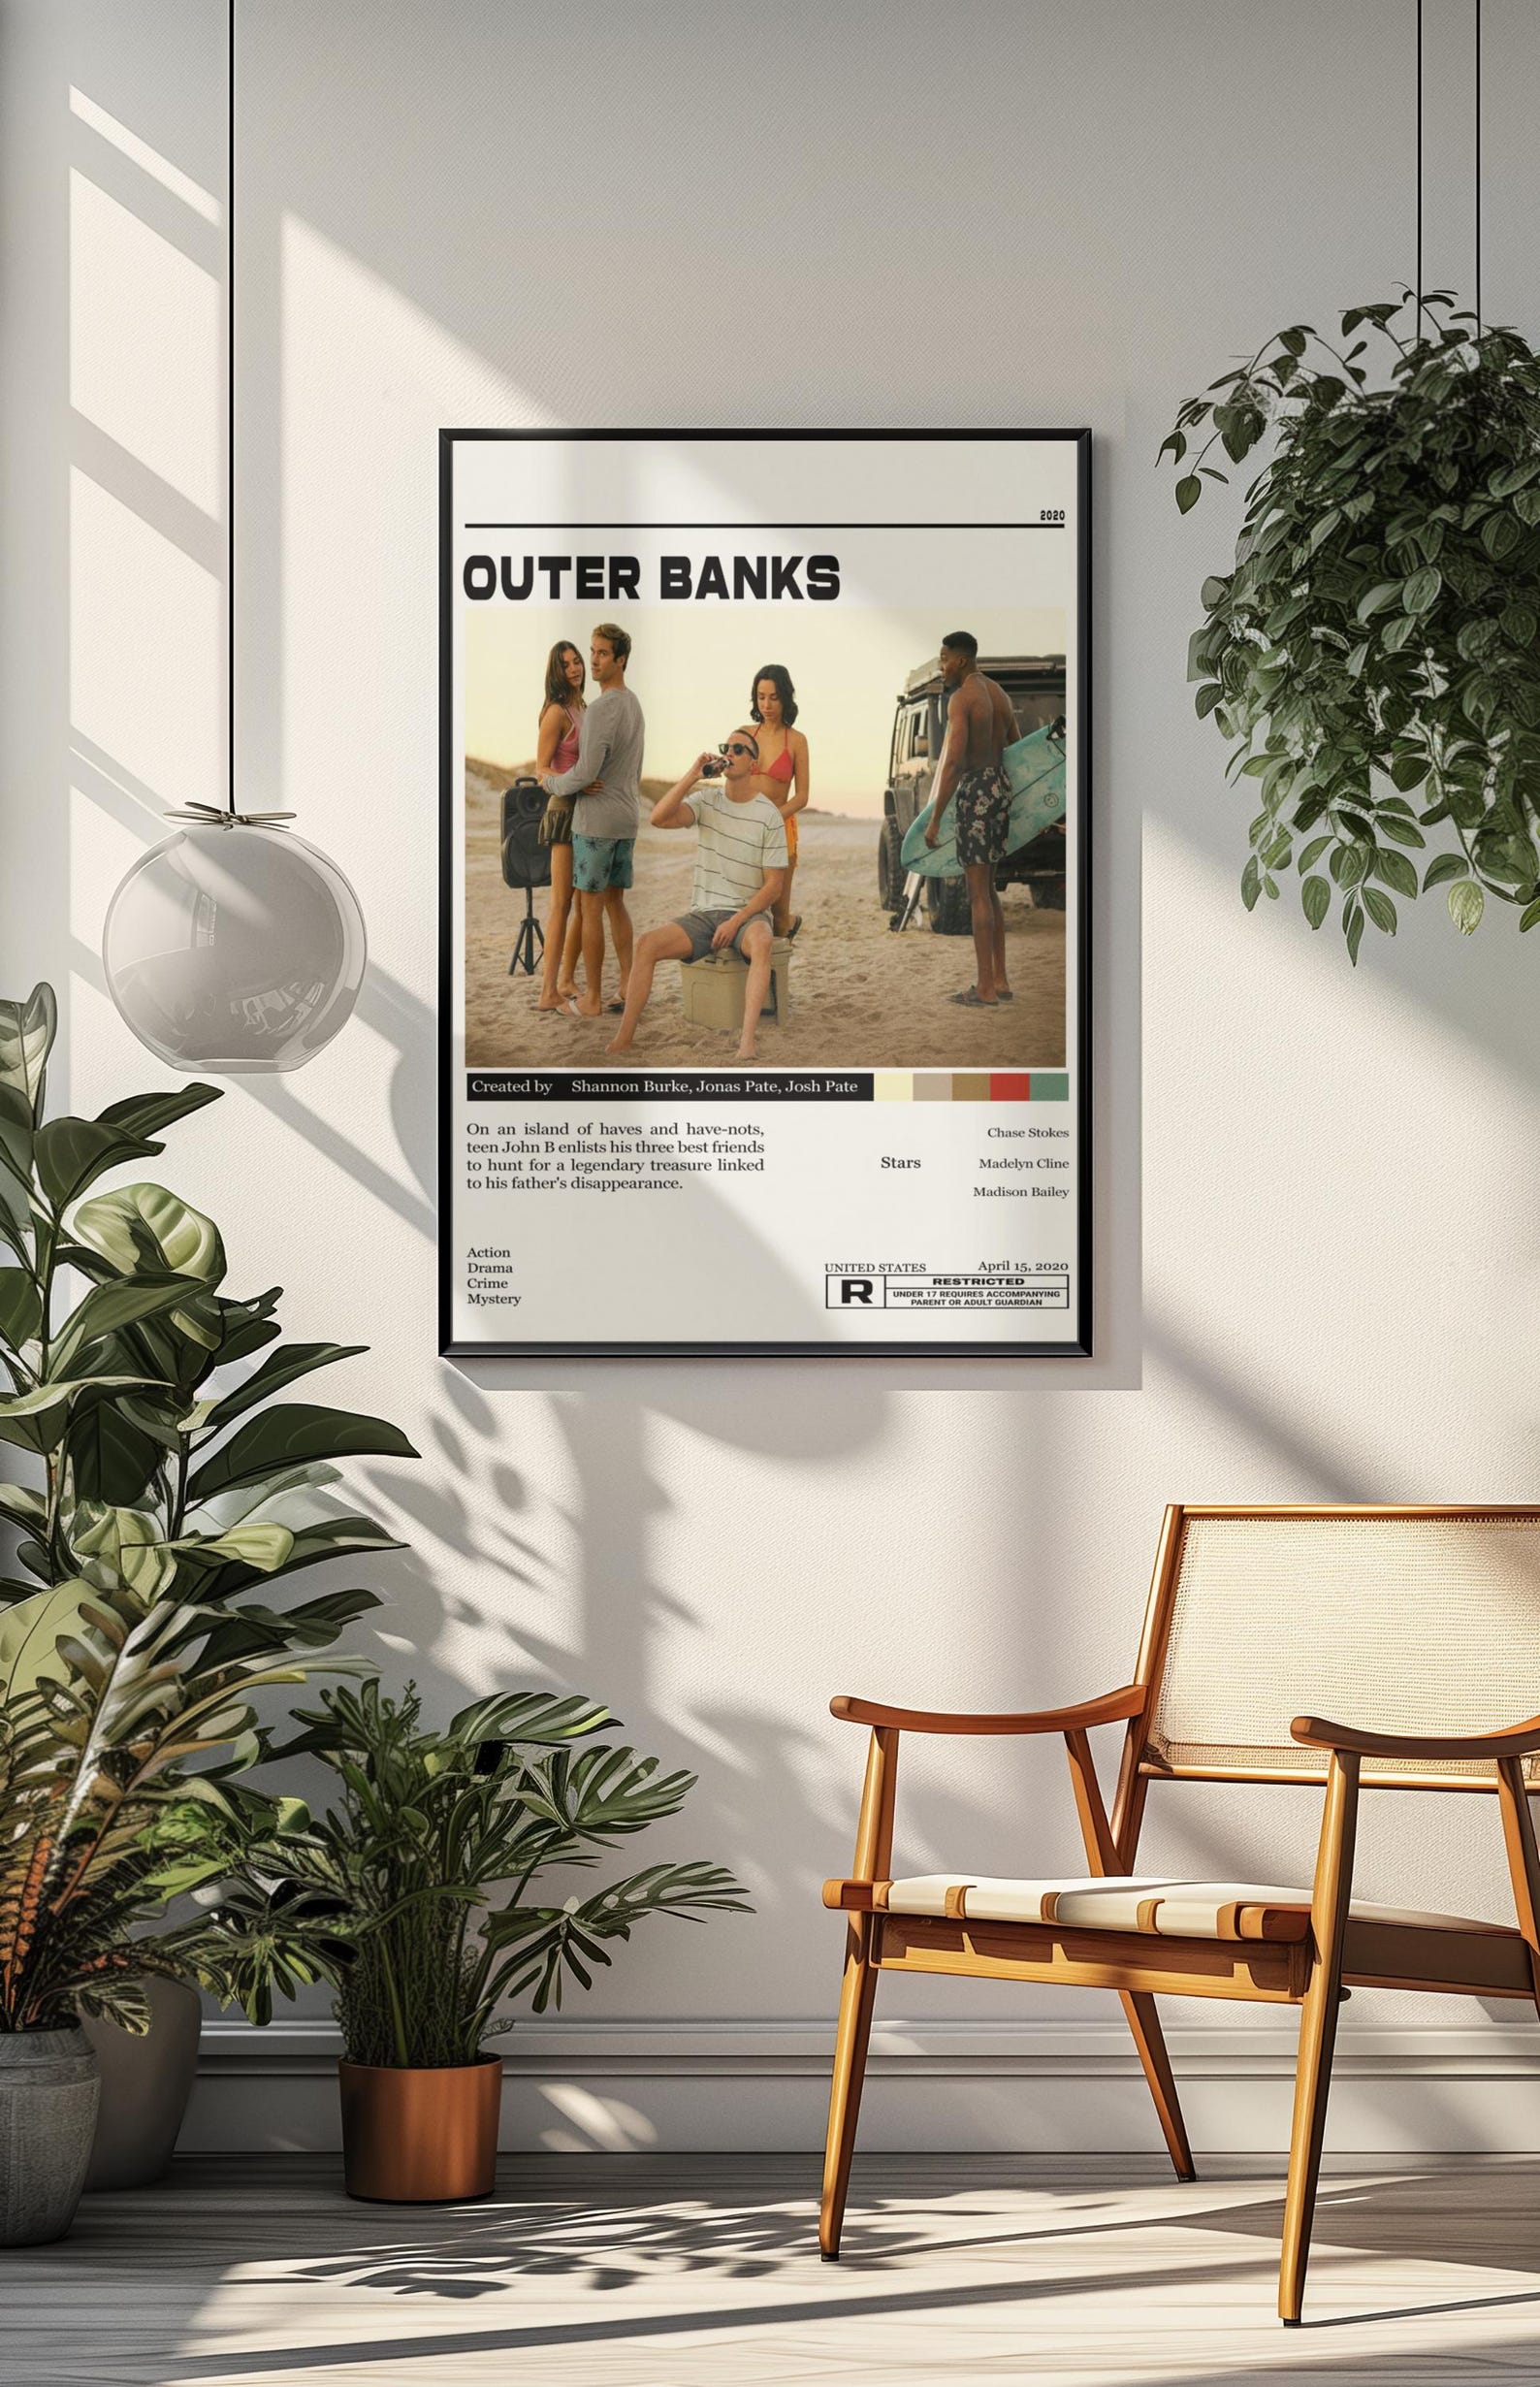 2020
OUTER BANKS
Created by Shannon Burke, Jonas Pate, Josh Pate
On an island of haves and have-nots,
teen John B enlists his three best friends
to hunt for a legendary treasure linked
to his father's disappearance.
Stars
Chase Stokes
Madelyn Cline
Madison Bailey
Action
Drama
Crime
Mystery
UNITED STATES April 15, 2020
R
RESTRICTED
UNDER 17 REQUIRES ACCOMPANYING
PARENT OR ADULT GUARDIAN